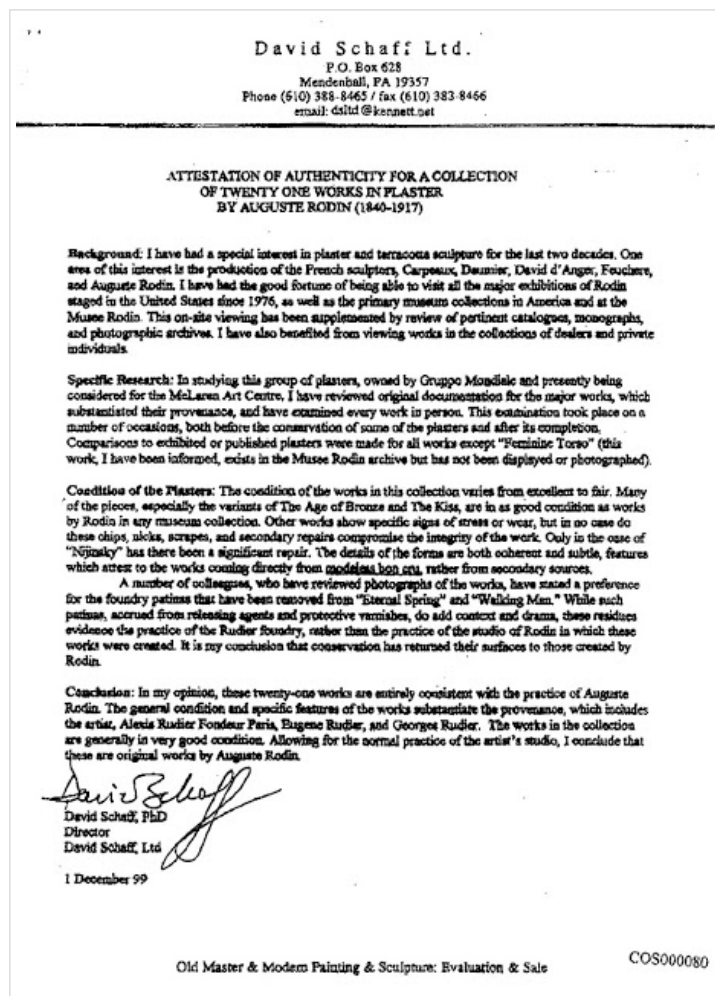 David Schaff Ltd.
P.O. Box 628
Mendenhall, PA 19357
Phone (610) 388-8465 / fax (610) 383-8466
email: dsltd@kennett.net
ATTESTATION OF AUTHENTICITY FOR A COLLECTION
OF TWENTY ONE WORKS IN PLASTER
BY AUGUSTE RODIN (1840-1917)
Background: I have had a special interest in plaster and terracotta sculpture for the last two decades. One
area of this interest is the production of the French sculptors, Carpeaux, Daumier, David d'Anger, Feuchere,
and Auguste Rodin. I have had the good fortune of being able to visit all the major exhibitions of Rodin
staged in the United States since 1976, as well as the primary museum collections in America and at the
Musee Rodin. This on-site viewing has been supplemented by review of pertinent catalogues, monographs,
and photographic archives. I have also benefited from viewing works in the collections of dealers and private
individuals.
Specific Research: In studying this group of plasters, owned by Gruppo Mondiale and presently being
considered for the McLaren Art Centre, I have reviewed original documentation for the major works, which
substantiated their provenance, and have examined every work in person. This examination took place on a
number of occasions, both before the conservation of some of the plasters and after its completion.
Comparisons to exhibited or published plasters were made for all works except "Feminine Torso" (this
work, I have been informed, exists in the Musee Rodin archive but has not been displayed or photographed).
Condition of the Plasters: The condition of the works in this collection varies from excellent to fair. Many
of the pieces, especially the variants of The Age of Bronze and The Kiss, are in as good condition as works
by Rodin in any museum collection. Other works show specific signs of stress or wear, but in no case do
these chips, nicks, scrapes, and secondary repairs compromise the integrity of the work. Only in the case of
"Nijinsky" has there been a significant repair. The details of the forms are both coherent and subtle, features
which attest to the works coming directly from modeless bon cru, rather from secondary sources.
A number of colleagues, who have reviewed photographs of the works, have stated a preference
for the foundry patinas that have been removed from "Eternal Spring" and "Walking Man." While such
patinas, accrued from releasing agents and protective varnishes, do add context and drama, these residues
evidence the practice of the Rudier foundry, rather than the practice of the studio of Rodin in which these
works were created. It is my conclusion that conservation has returned their surfaces to those created by
Rodin.
Conclusion: In my opinion, these twenty-one works are entirely consistent with the practice of Auguste
Rodin. The general condition and specific features of the works substantiate the provenance, which includes
the artist, Alexis Rudier Fondeur Paris, Eugene Rudier, and Georges Rudier. The works in the collection
are generally in very good condition. Allowing for the normal practice of the artist's studio, I conclude that
these are original works by Auguste Rodin.
David Schaff
David Schaff, PhD
Director
David Schaff, Ltd
1 December 99
Old Master & Modern Painting & Sculpture: Evaluation & Sale
COS000080